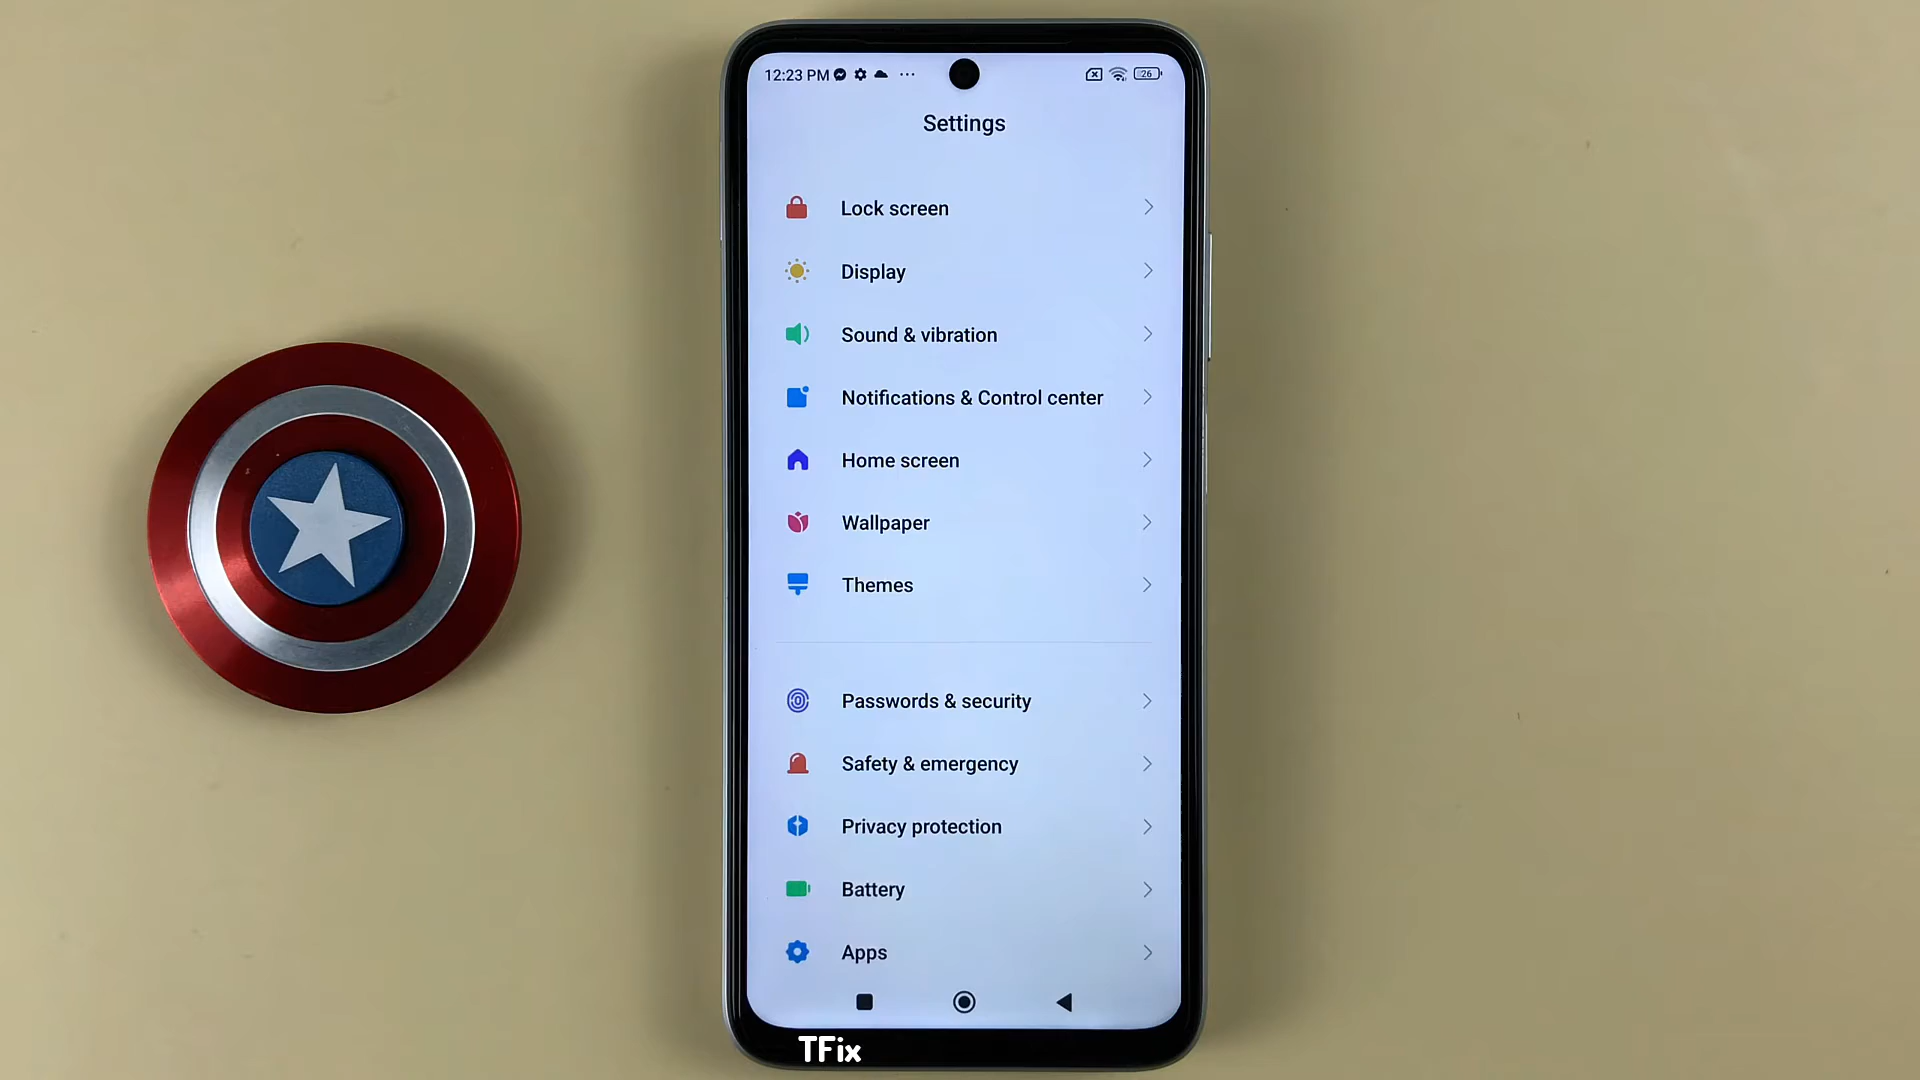 12:23 PM
26
Settings
Lock screen
Display
Sound & vibration
Notifications & Control center
Home screen
Wallpaper
Themes
Passwords & security
Safety & emergency
Privacy protection
Battery
Apps
TFix